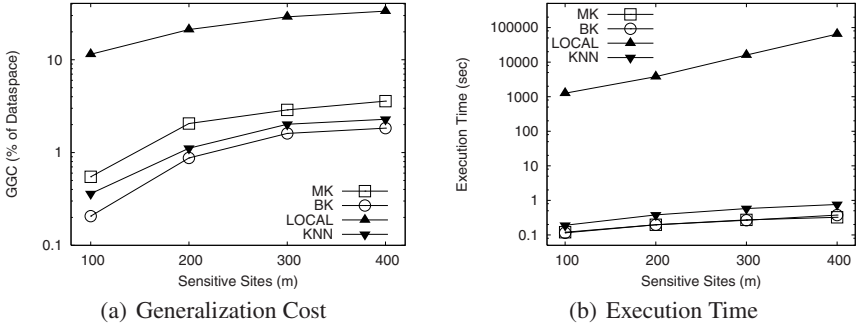 GGC (% of Dataspace)
10
1
0.1
100
200
300
400
Sensitive Sites (m)
MK
BK
LOCAL
KNN
(a) Generalization Cost
Execution Time (sec)
100000
10000
1000
100
10
1
0.1
100
200
300
400
Sensitive Sites (m)
MK
BK
LOCAL
KNN
(b) Execution Time